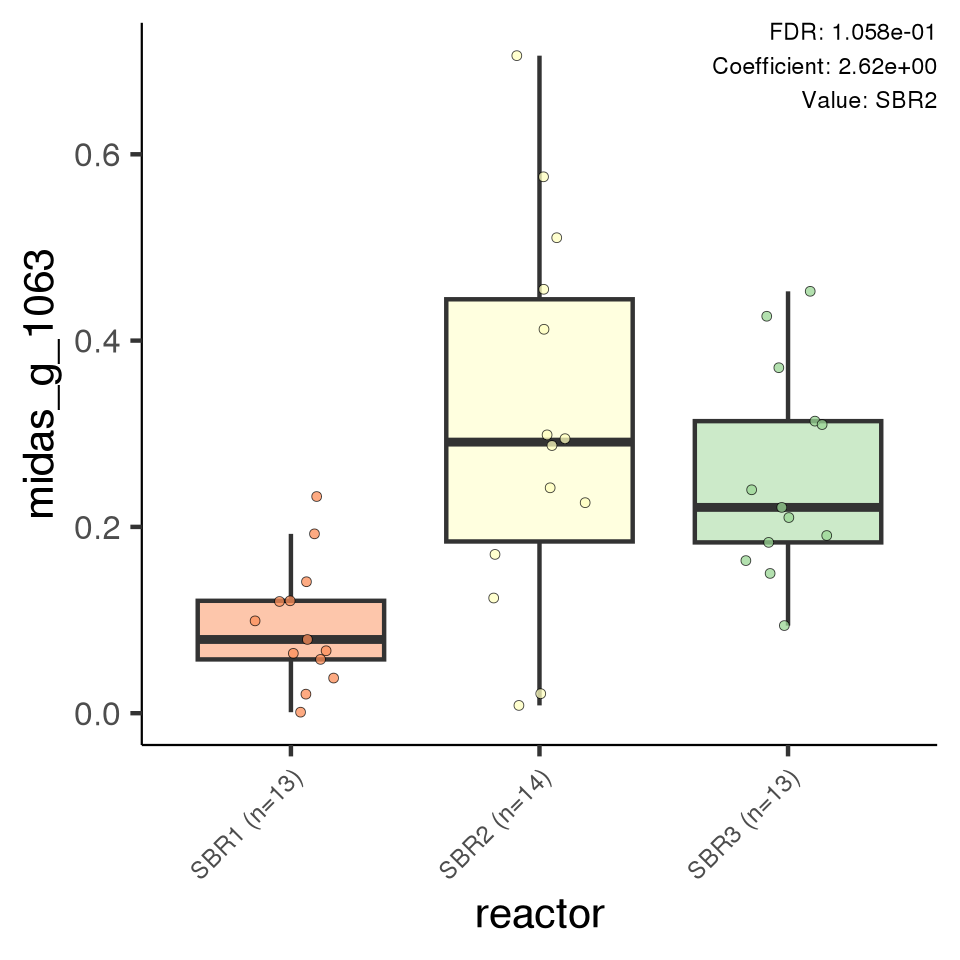 FDR: 1.058e-01
Coefficient: 2.62e+00
Value: SBR2
midas_g_1063
0.6
0.4
0.2
0.0
SBR1 (n=13)
SBR2 (n=14)
SBR3 (n=13)
reactor